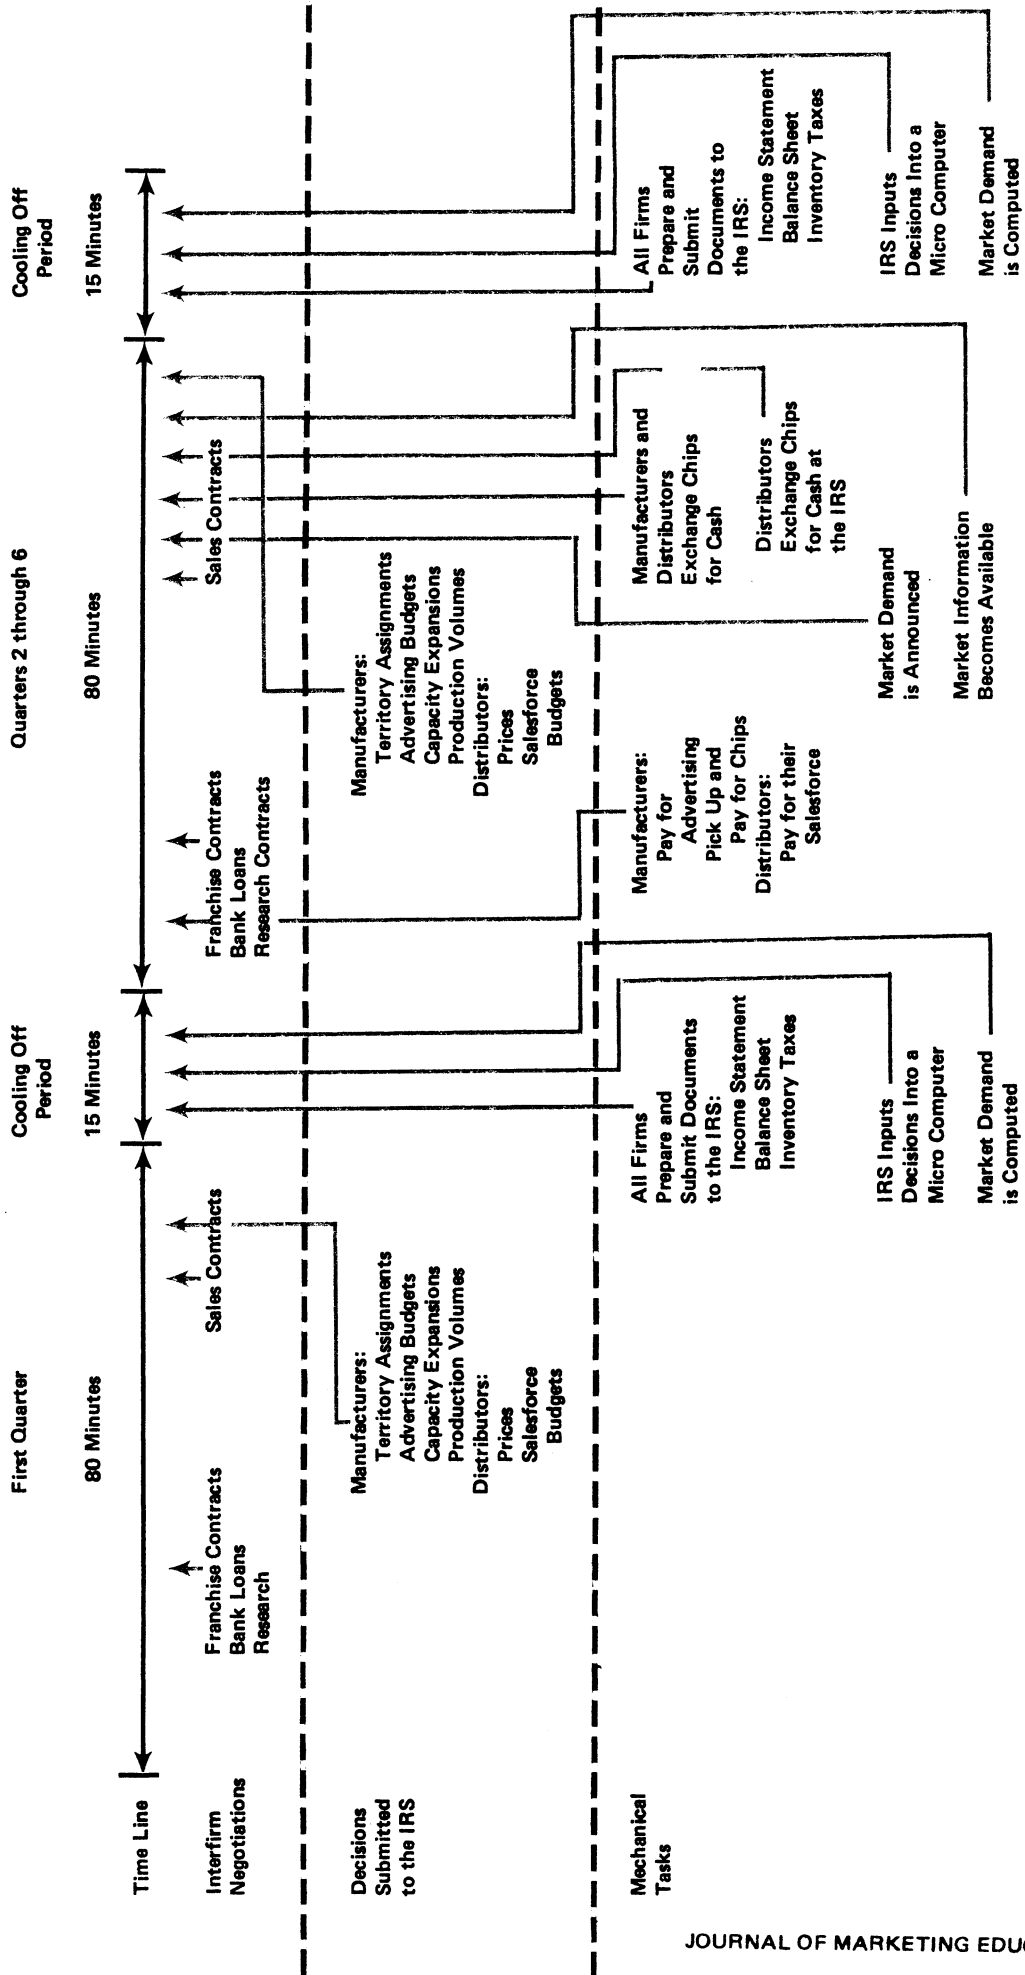 First Quarter
Cooling Off
Period
Quarters 2 through 6
Cooling Off
Period
80 Minutes
15 Minutes
80 Minutes
15 Minutes
Time Line
Interfirm
Negotiations
Franchise Contracts
Bank Loans
Research
Sales Contracts
Franchise Contracts
Bank Loans
Research Contracts
Sales Contracts
Decisions
Submitted
to the IRS
Manufacturers:
Territory Assignments
Advertising Budgets
Capacity Expansions
Production Volumes
Distributors:
Prices
Salesforce
Budgets
Manufacturers:
Territory Assignments
Advertising Budgets
Capacity Expansions
Production Volumes
Distributors:
Prices
Salesforce
Budgets
Mechanical
Tasks
All Firms
Prepare and
Submit Documents
to the IRS:
Income Statement
Balance Sheet
Inventory Taxes
IRS Inputs
Decisions Into a
Micro Computer
Market Demand
is Computed
Manufacturers:
Pay for
Advertising
Pick Up and
Pay for Chips
Distributors:
Pay for their
Salesforce
Market Demand
is Announced
Market Information
Becomes Available
Manufacturers and
Distributors
Exchange Chips
for Cash
Distributors
Exchange Chips
for Cash at
the IRS
All Firms
Prepare and
Submit
Documents to
the IRS:
Income Statement
Balance Sheet
Inventory Taxes
IRS Inputs
Decisions Into a
Micro Computer
Market Demand
is Computed
JOURNAL OF MARKETING